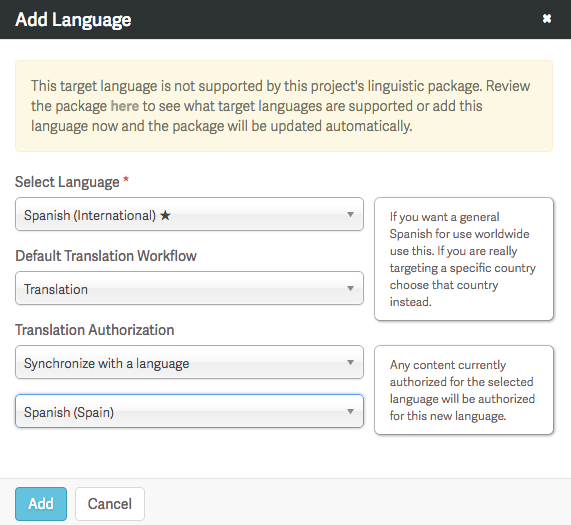 Add Language
✖
This target language is not supported by this project's linguistic package. Review
the package here to see what target languages are supported or add this
language now and the package will be updated automatically.
Select Language *
Spanish (International) ★
If you want a general
Spanish for use worldwide
use this. If you are really
targeting a specific country
choose that country
instead.
Default Translation Workflow
Translation
Translation Authorization
Synchronize with a language
Spanish (Spain)
Any content currently
authorized for the selected
language will be authorized
for this new language.
Add
Cancel